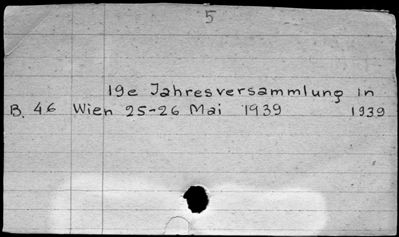 5
19e Jahresversammlung in
B. 46 Wien 25-26 Mai 1939 1939